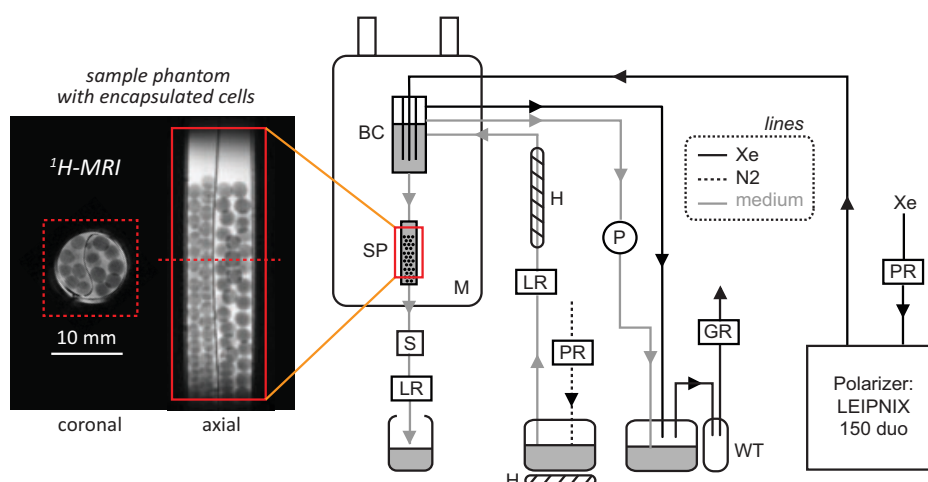 sample phantom
with encapsulated cells
¹H-MRI
10 mm
coronal
axial
BC
SP
M
S
LR
H
LR
PR
H
P
GR
WT
lines
Xe
N2
medium
Xe
PR
Polarizer:
LEIPNIX
150 duo